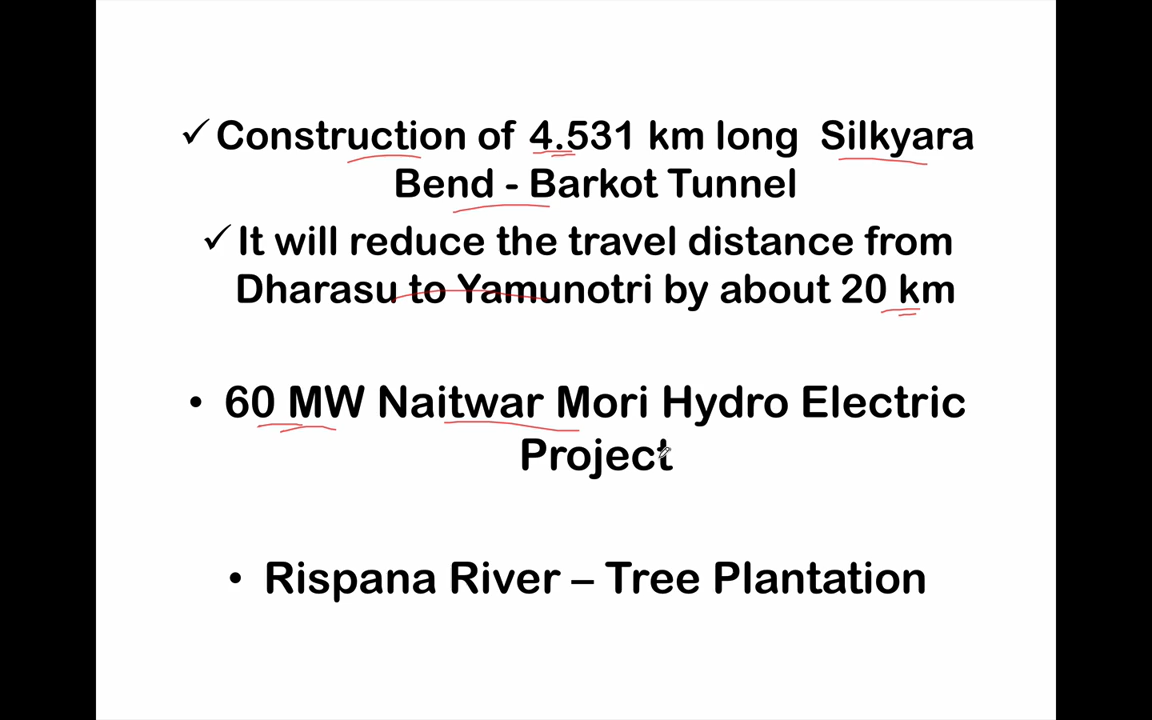 ✓ Construction of 4.531 km long Silkyara
Bend - Barkot Tunnel
✓ It will reduce the travel distance from
Dharasu to Yamunotri by about 20 km
• 60 MW Naitwar Mori Hydro Electric
Project
• Rispana River – Tree Plantation